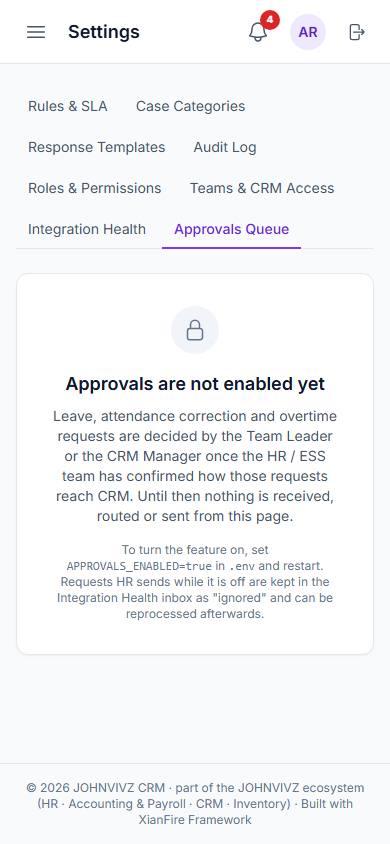 Settings
4
AR
Rules & SLA
Case Categories
Response Templates
Audit Log
Roles & Permissions
Teams & CRM Access
Integration Health
Approvals Queue
Approvals are not enabled yet
Leave, attendance correction and overtime
requests are decided by the Team Leader
or the CRM Manager once the HR / ESS
team has confirmed how those requests
reach CRM. Until then nothing is received,
routed or sent from this page.
To turn the feature on, set
APPROVALS_ENABLED=true in .env and restart.
Requests HR sends while it is off are kept in the
Integration Health inbox as "ignored" and can be
reprocessed afterwards.
© 2026 JOHNVIVZ CRM · part of the JOHNVIVZ ecosystem
(HR · Accounting & Payroll · CRM · Inventory) · Built with
XianFire Framework